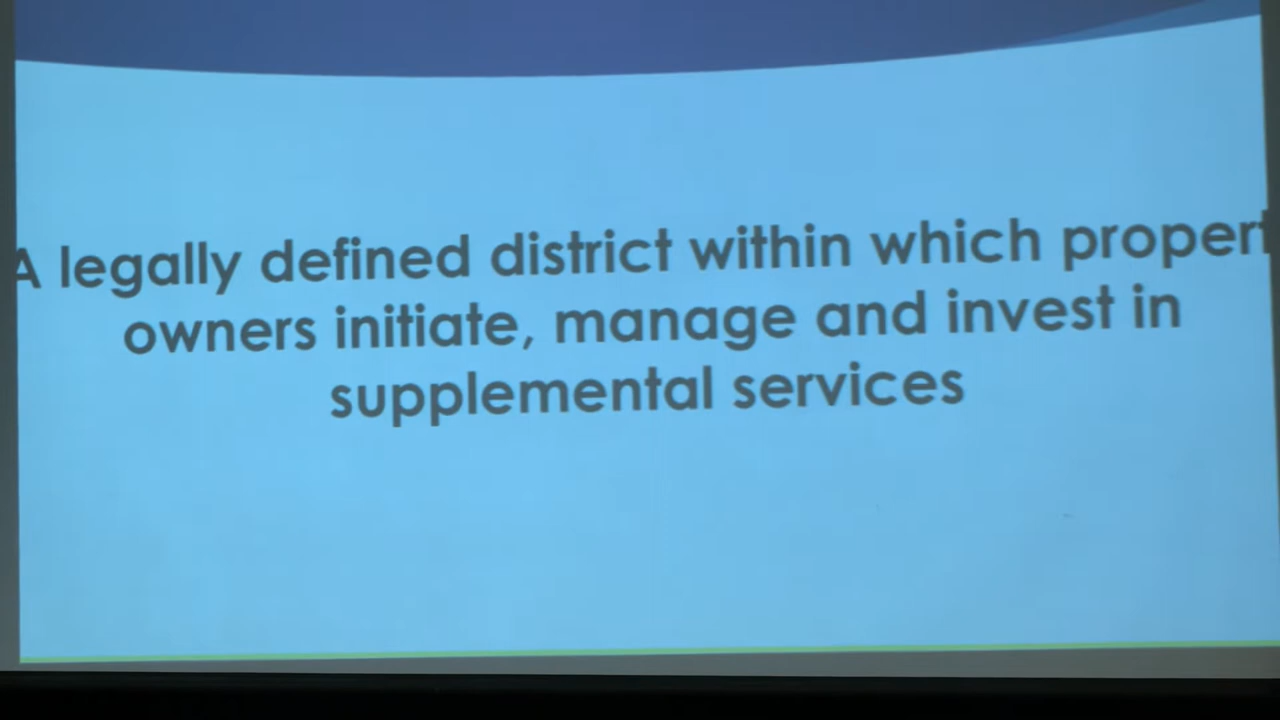 A legally defined district within which propert
owners initiate, manage and invest in
supplemental services